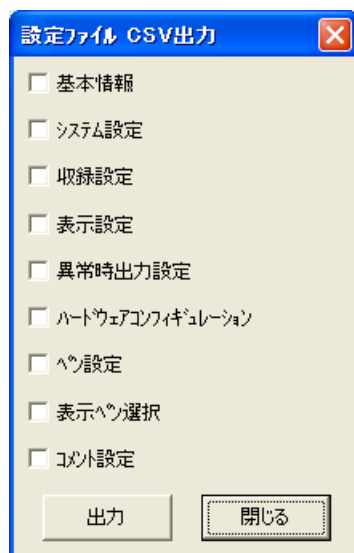 設定ﾌｧｲﾙ CSV出力
基本情報
ｼｽﾃﾑ設定
収録設定
表示設定
異常時出力設定
ﾊｰﾄﾞｳｪｱｺﾝﾌｨｷﾞｭﾚｰｼｮﾝ
ﾍﾟﾝ設定
表示ﾍﾟﾝ選択
ｺﾒﾝﾄ設定
出力 閉じる